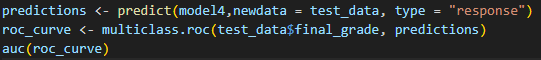 predictions <- predict(model4,newdata = test_data, type = "response")
roc_curve <- multiclass.roc(test_data$final_grade, predictions)
auc(roc_curve)